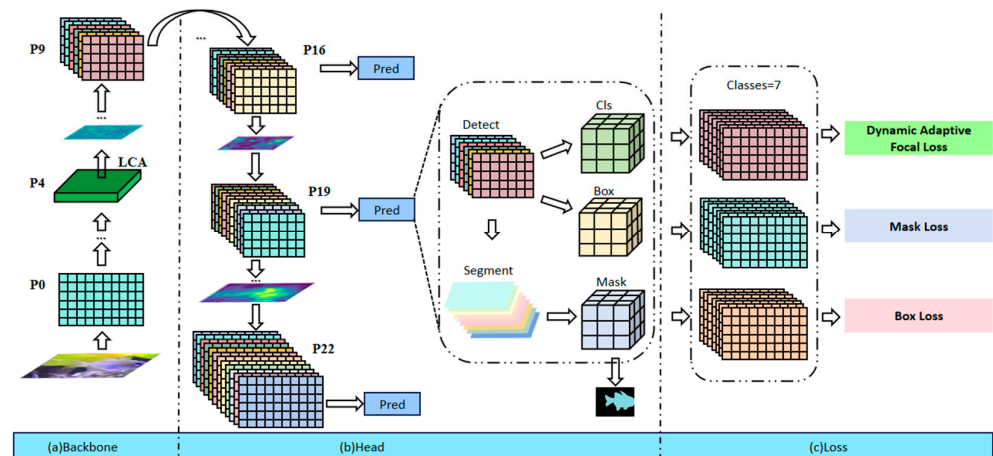 P9
...
LCA
P4
...
P0
(a)Backbone
...
P16
Pred
P19
Pred
...
P22
Pred
(b)Head
Detect
Cls
Box
Segment
Mask
Classes=7
Dynamic Adaptive
Focal Loss
Mask Loss
Box Loss
(c)Loss